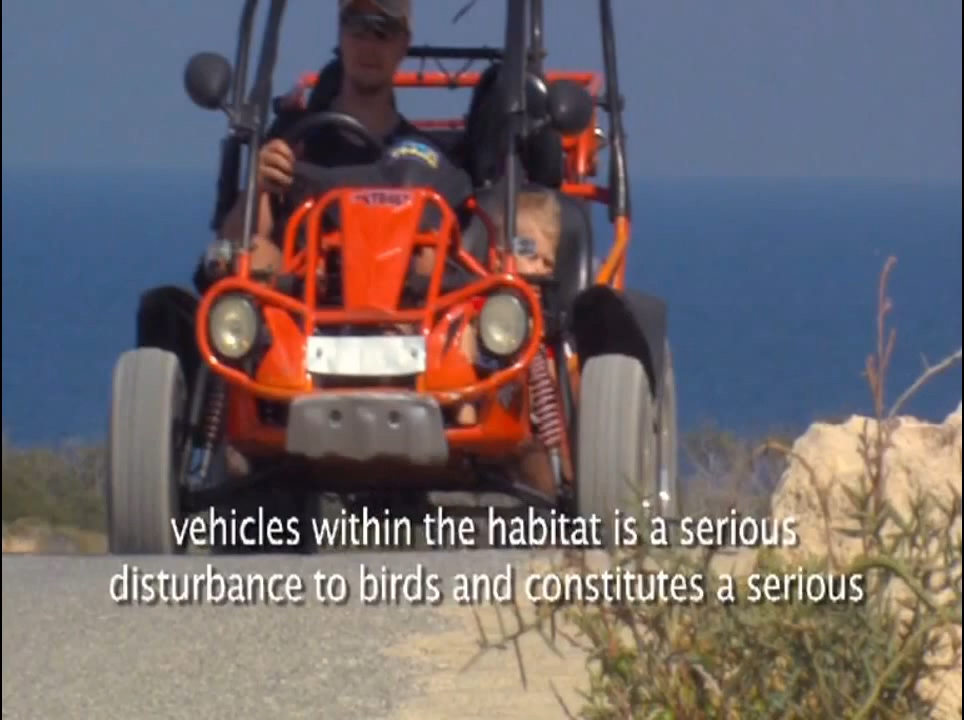 vehicles within the habitat is a serious
disturbance to birds and constitutes a serious